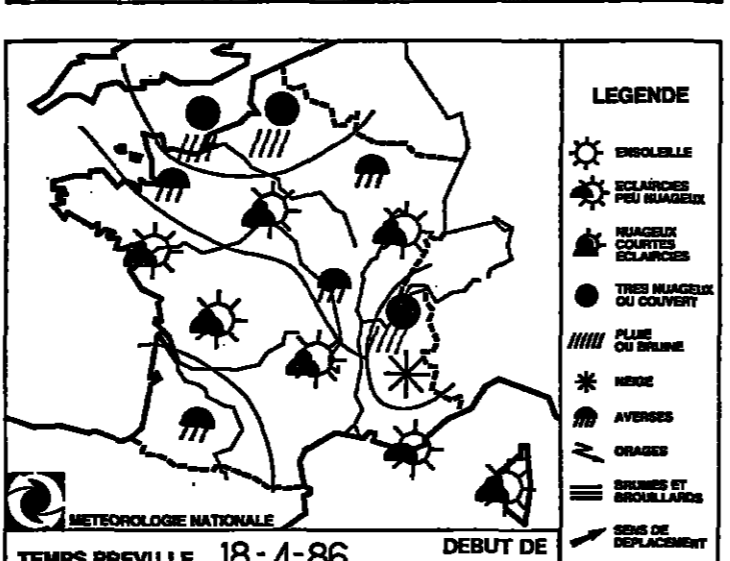 LEGENDE
ENSOLEILLE
ECLAIRCIES
PEU NUAGEUX
NUAGEUX
COURTES
ECLAIRCIES
TRES NUAGEUX
OU COUVERT
PLUIE
OU BRUINE
NEIGE
AVERSES
ORAGES
BRUMES ET
BROUILLARDS
SENS DE
DEPLACEMENT
METEOROLOGIE NATIONALE
TEMPS PREVU LE 18-4-86 DEBUT DE